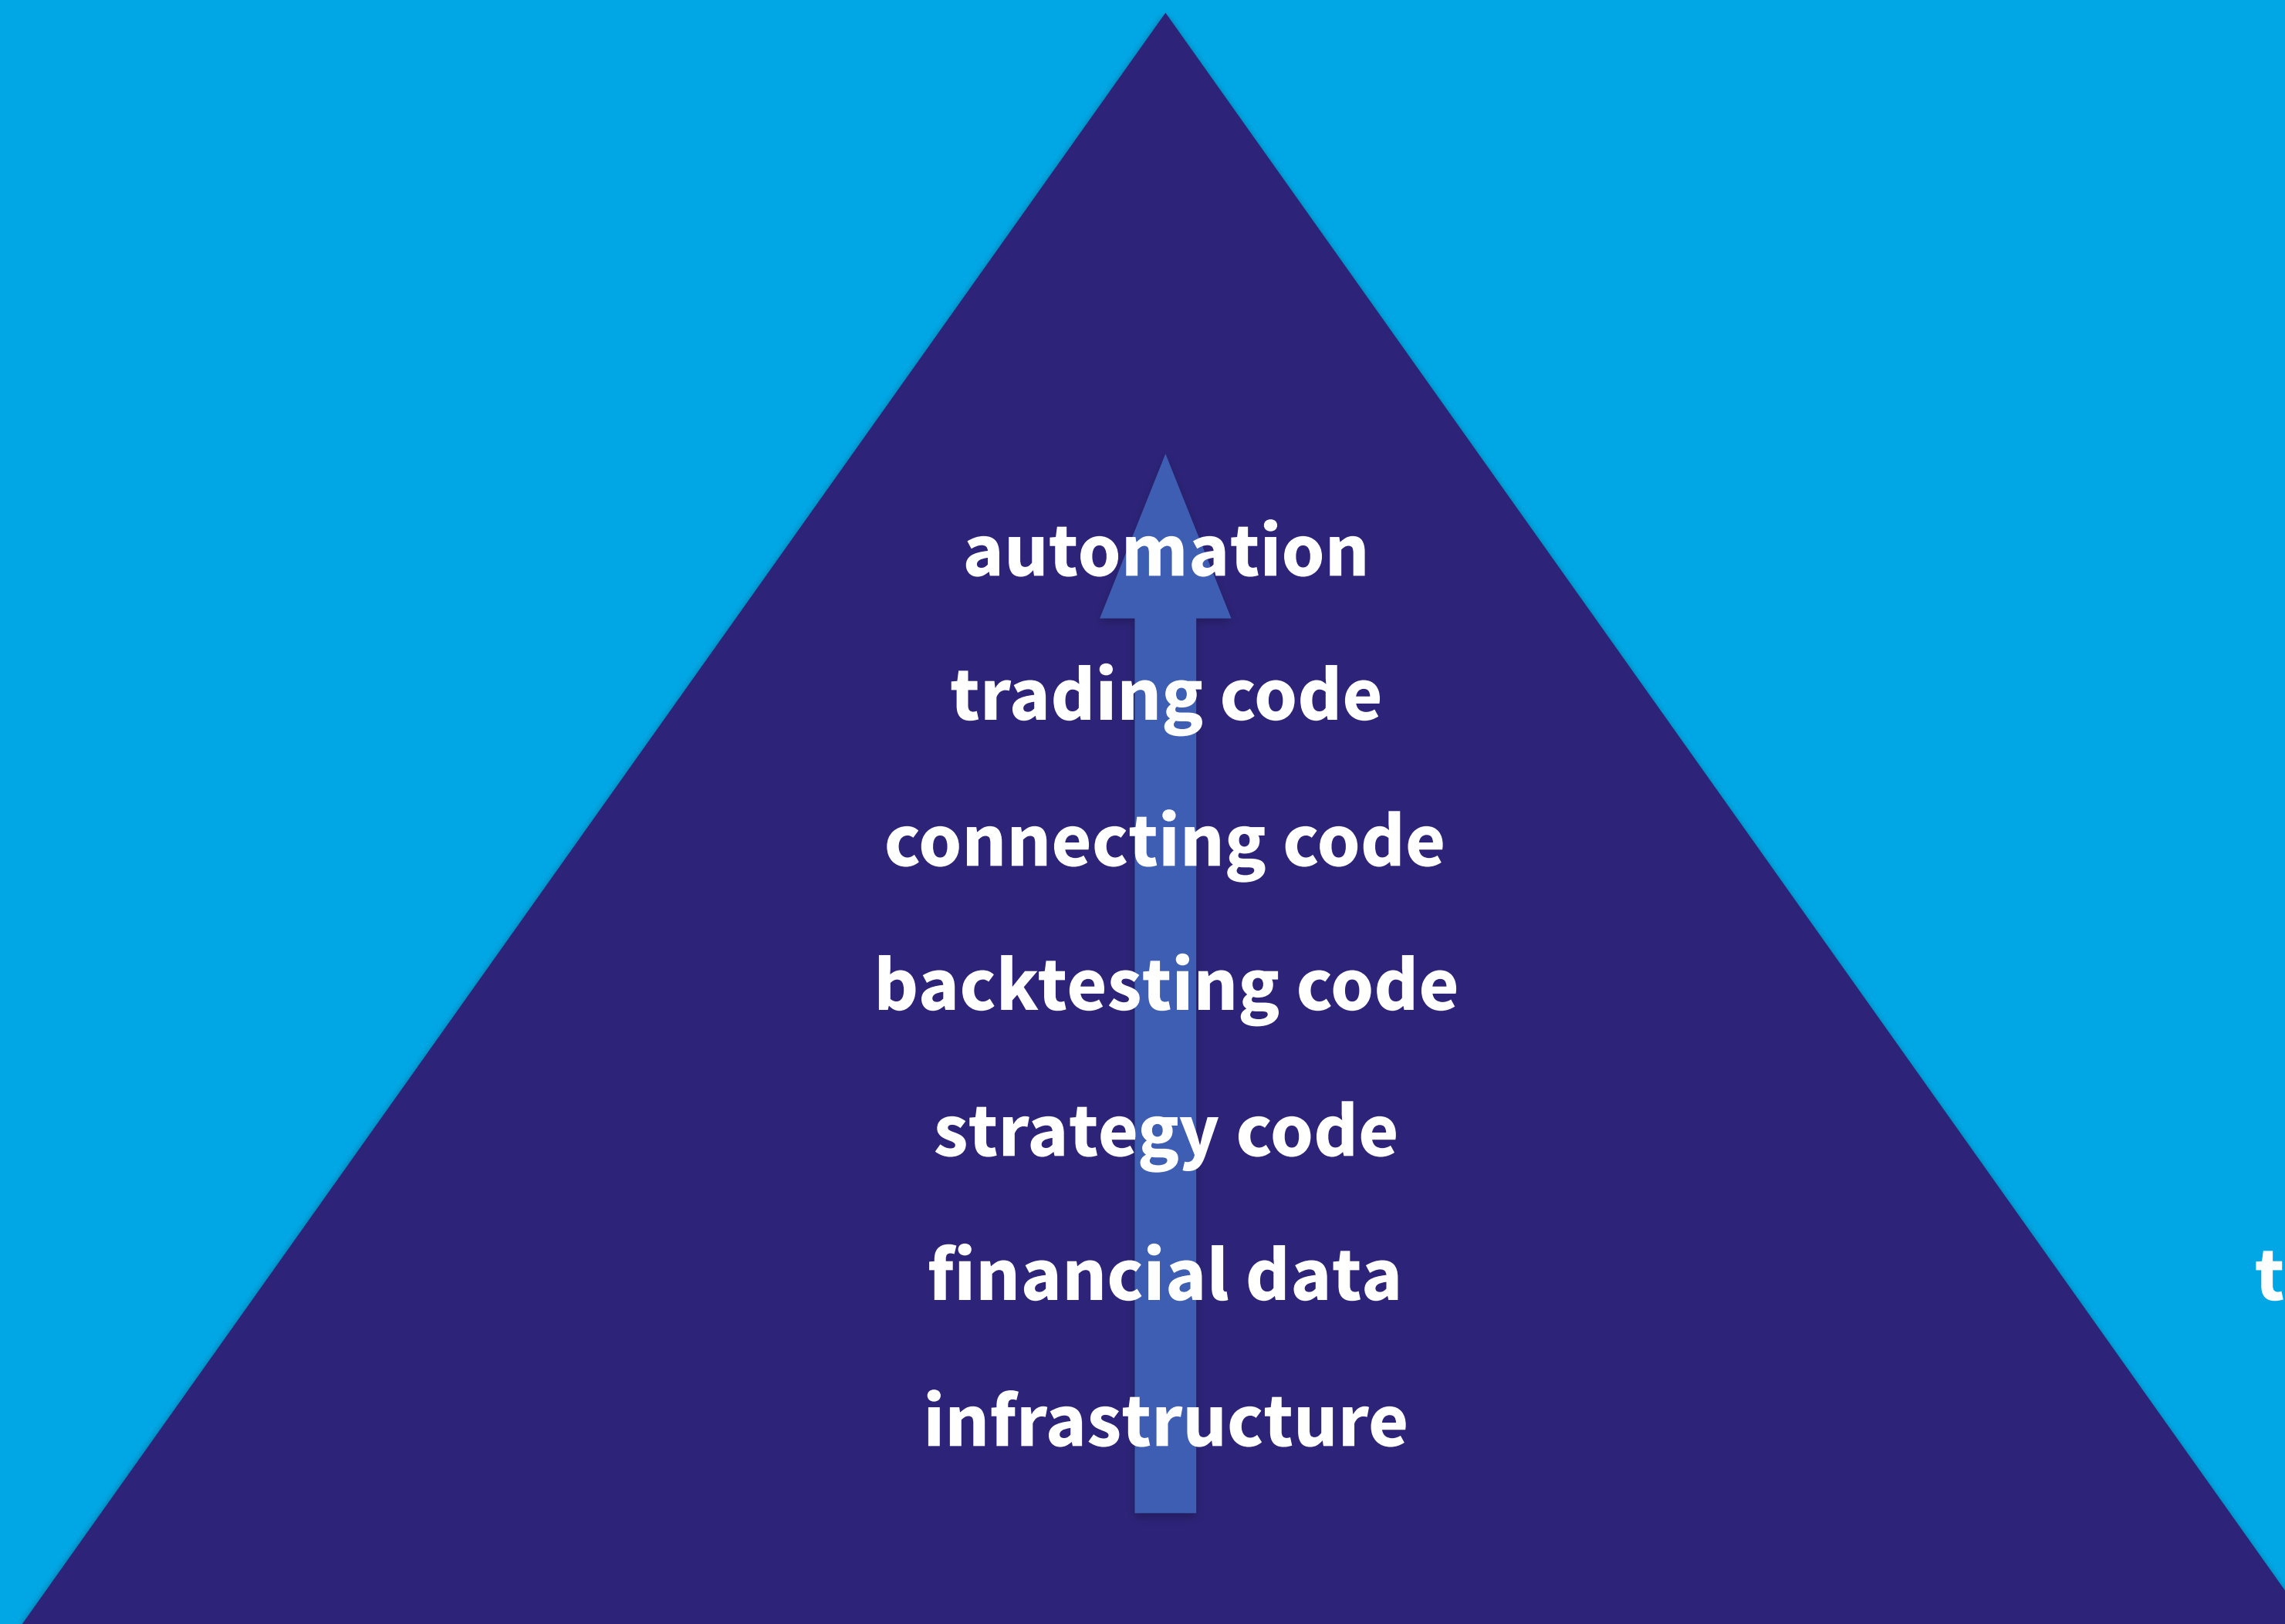 automation
trading code
connecting code
backtesting code
strategy code
financial data
infrastructure